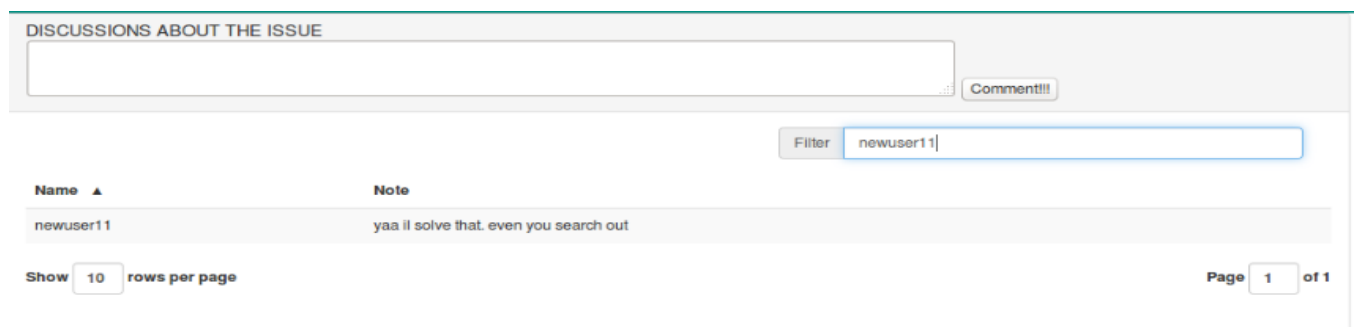 DISCUSSIONS ABOUT THE ISSUE
Comment!!!
Filter newuser11
Name ▲ Note
newuser11 yaa il solve that. even you search out
Show 10 rows per page Page 1 of 1